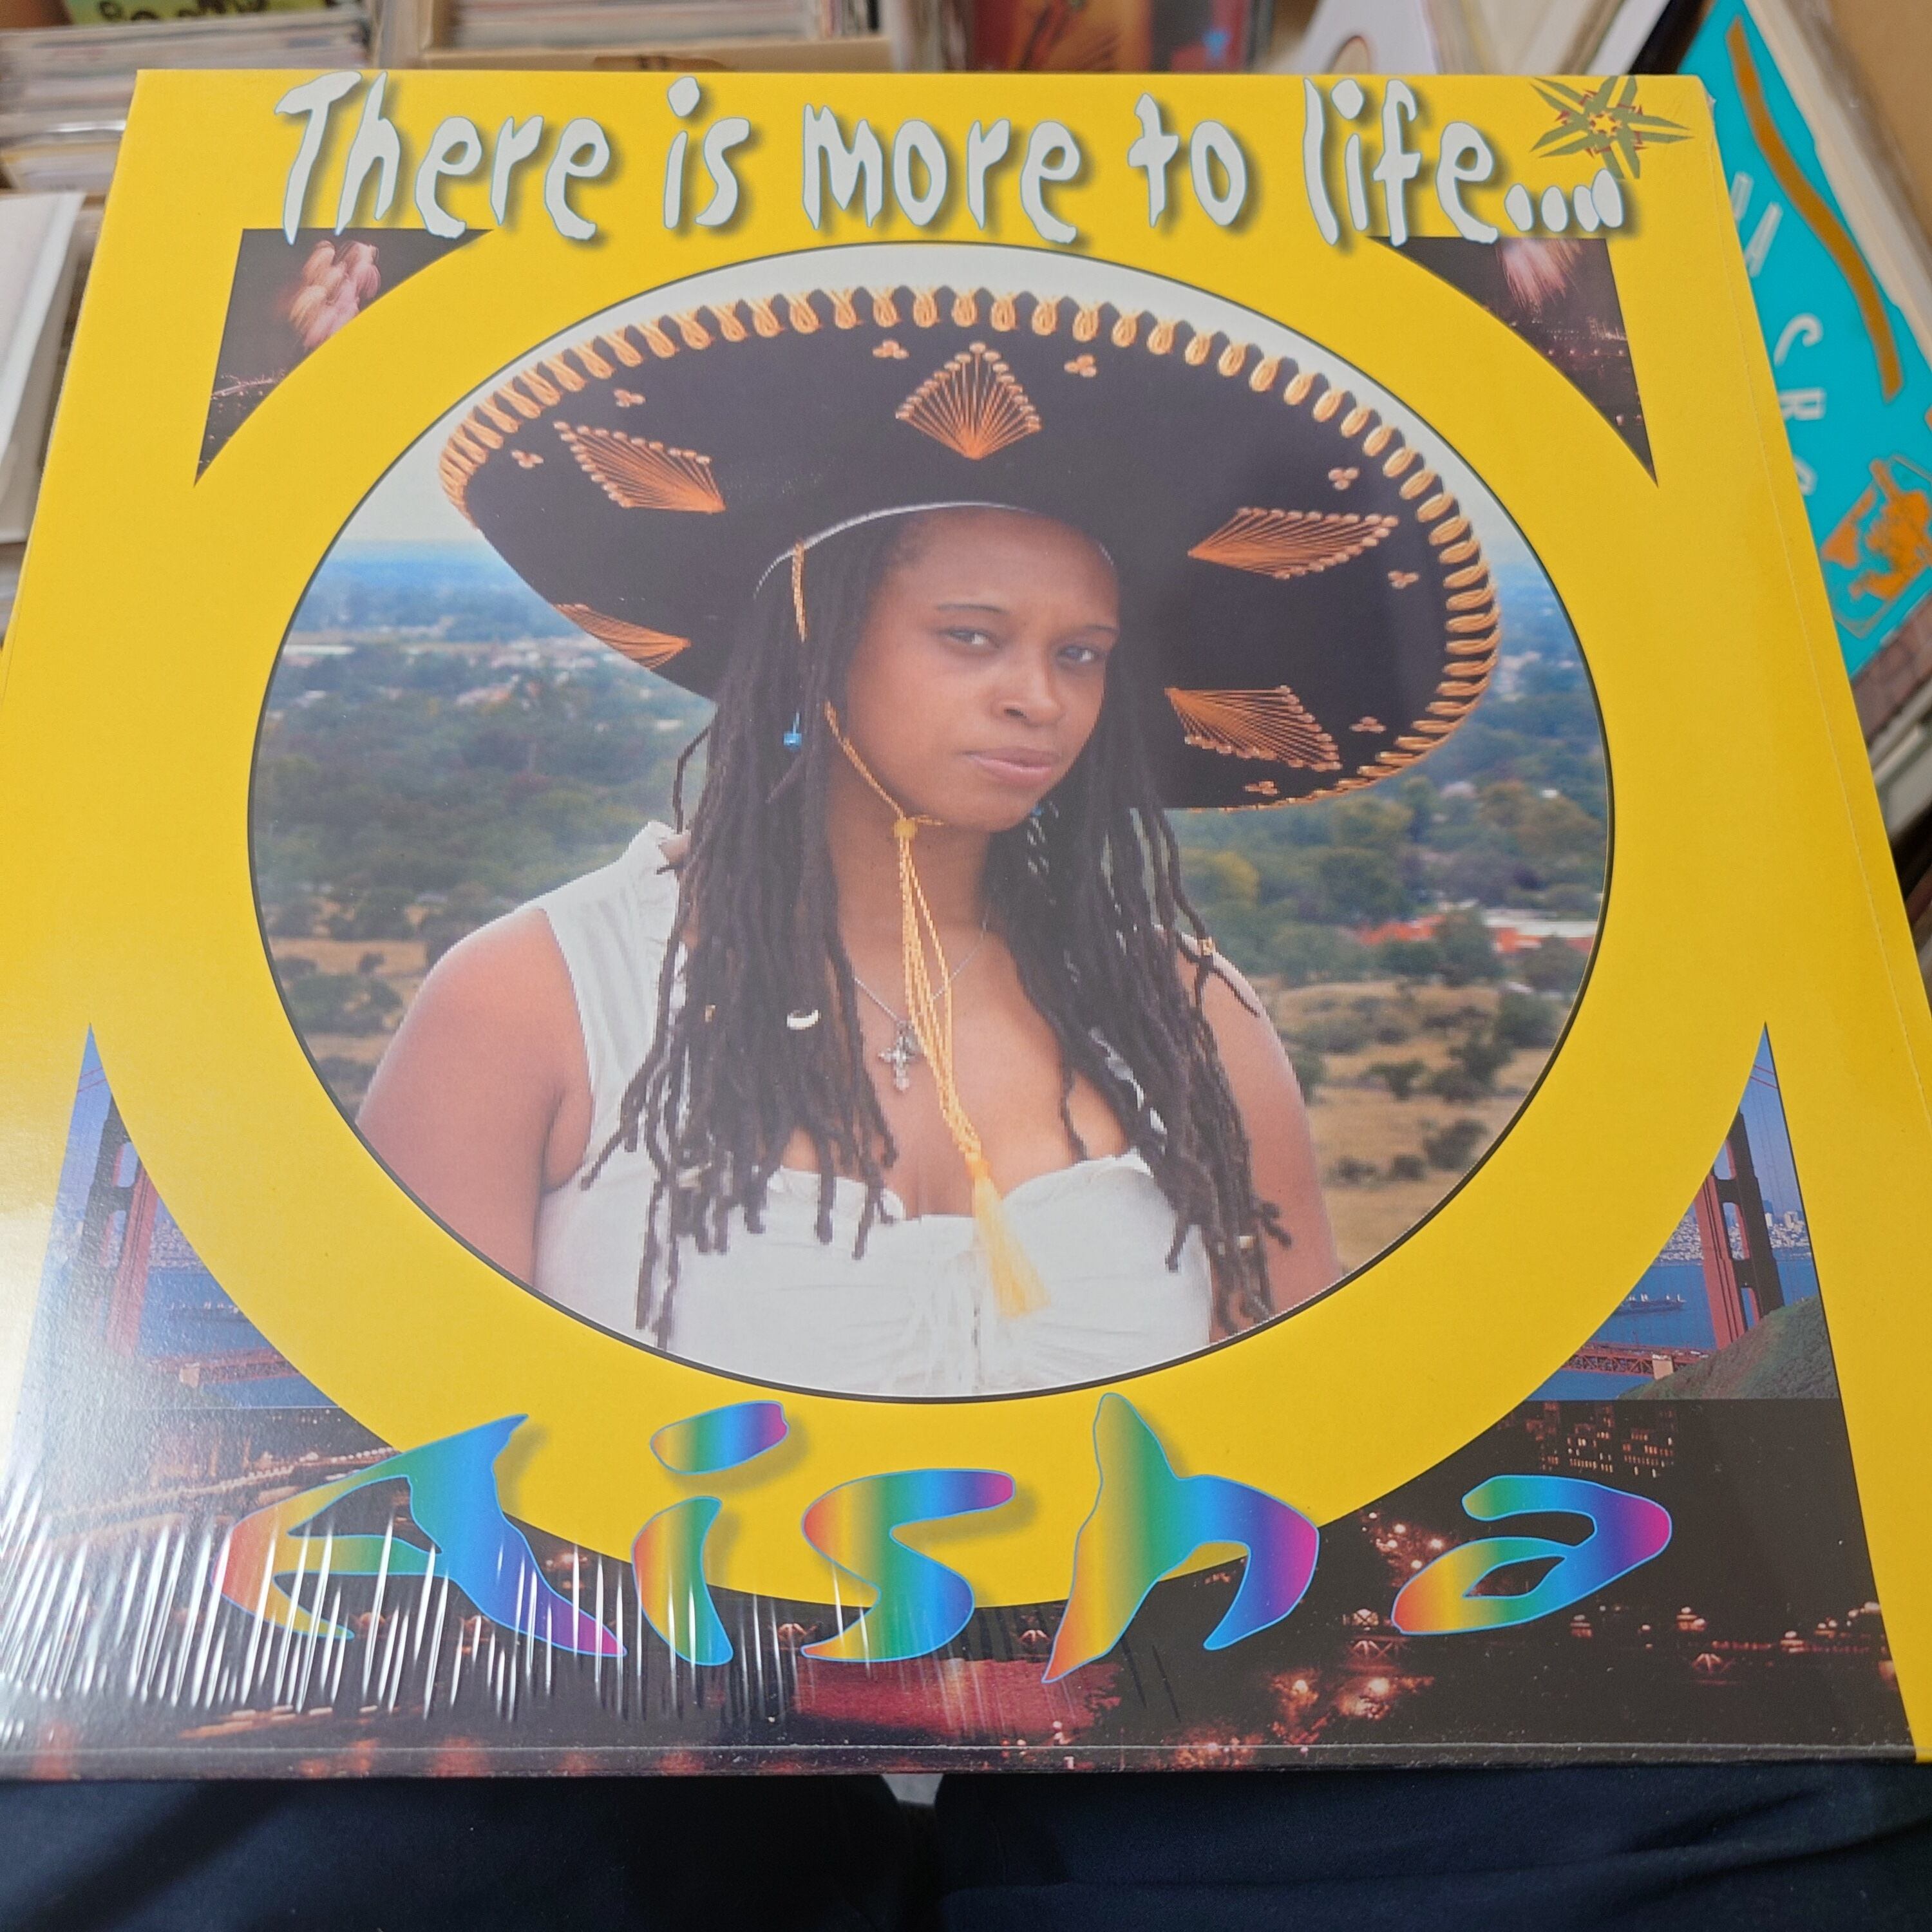 There is more to life....
Aisha